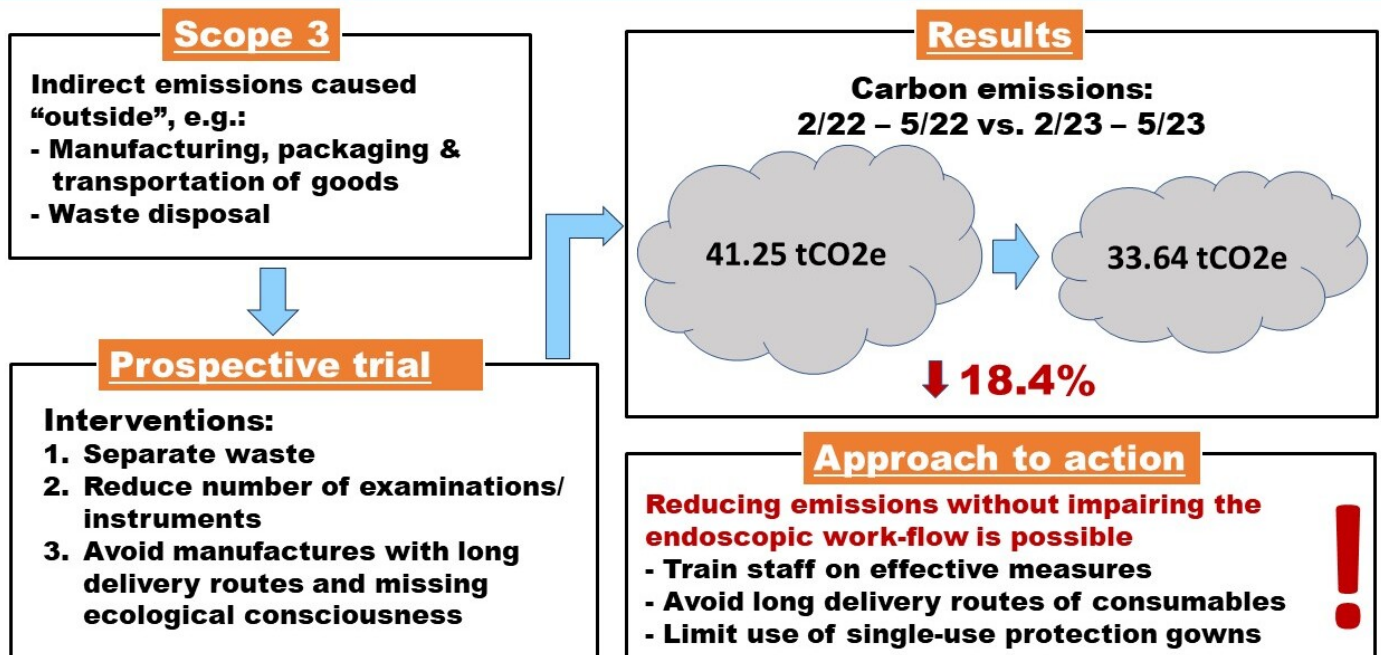 Scope 3
Indirect emissions caused
“outside”, e.g.:
- Manufacturing, packaging &
transportation of goods
- Waste disposal
Prospective trial
Interventions:
1. Separate waste
2. Reduce number of examinations/
instruments
3. Avoid manufactures with long
delivery routes and missing
ecological consciousness
Results
Carbon emissions:
2/22 – 5/22 vs. 2/23 – 5/23
41.25 tCO2e
33.64 tCO2e
18.4%
Approach to action
Reducing emissions without impairing the
endoscopic work-flow is possible
- Train staff on effective measures
- Avoid long delivery routes of consumables
- Limit use of single-use protection gowns
!